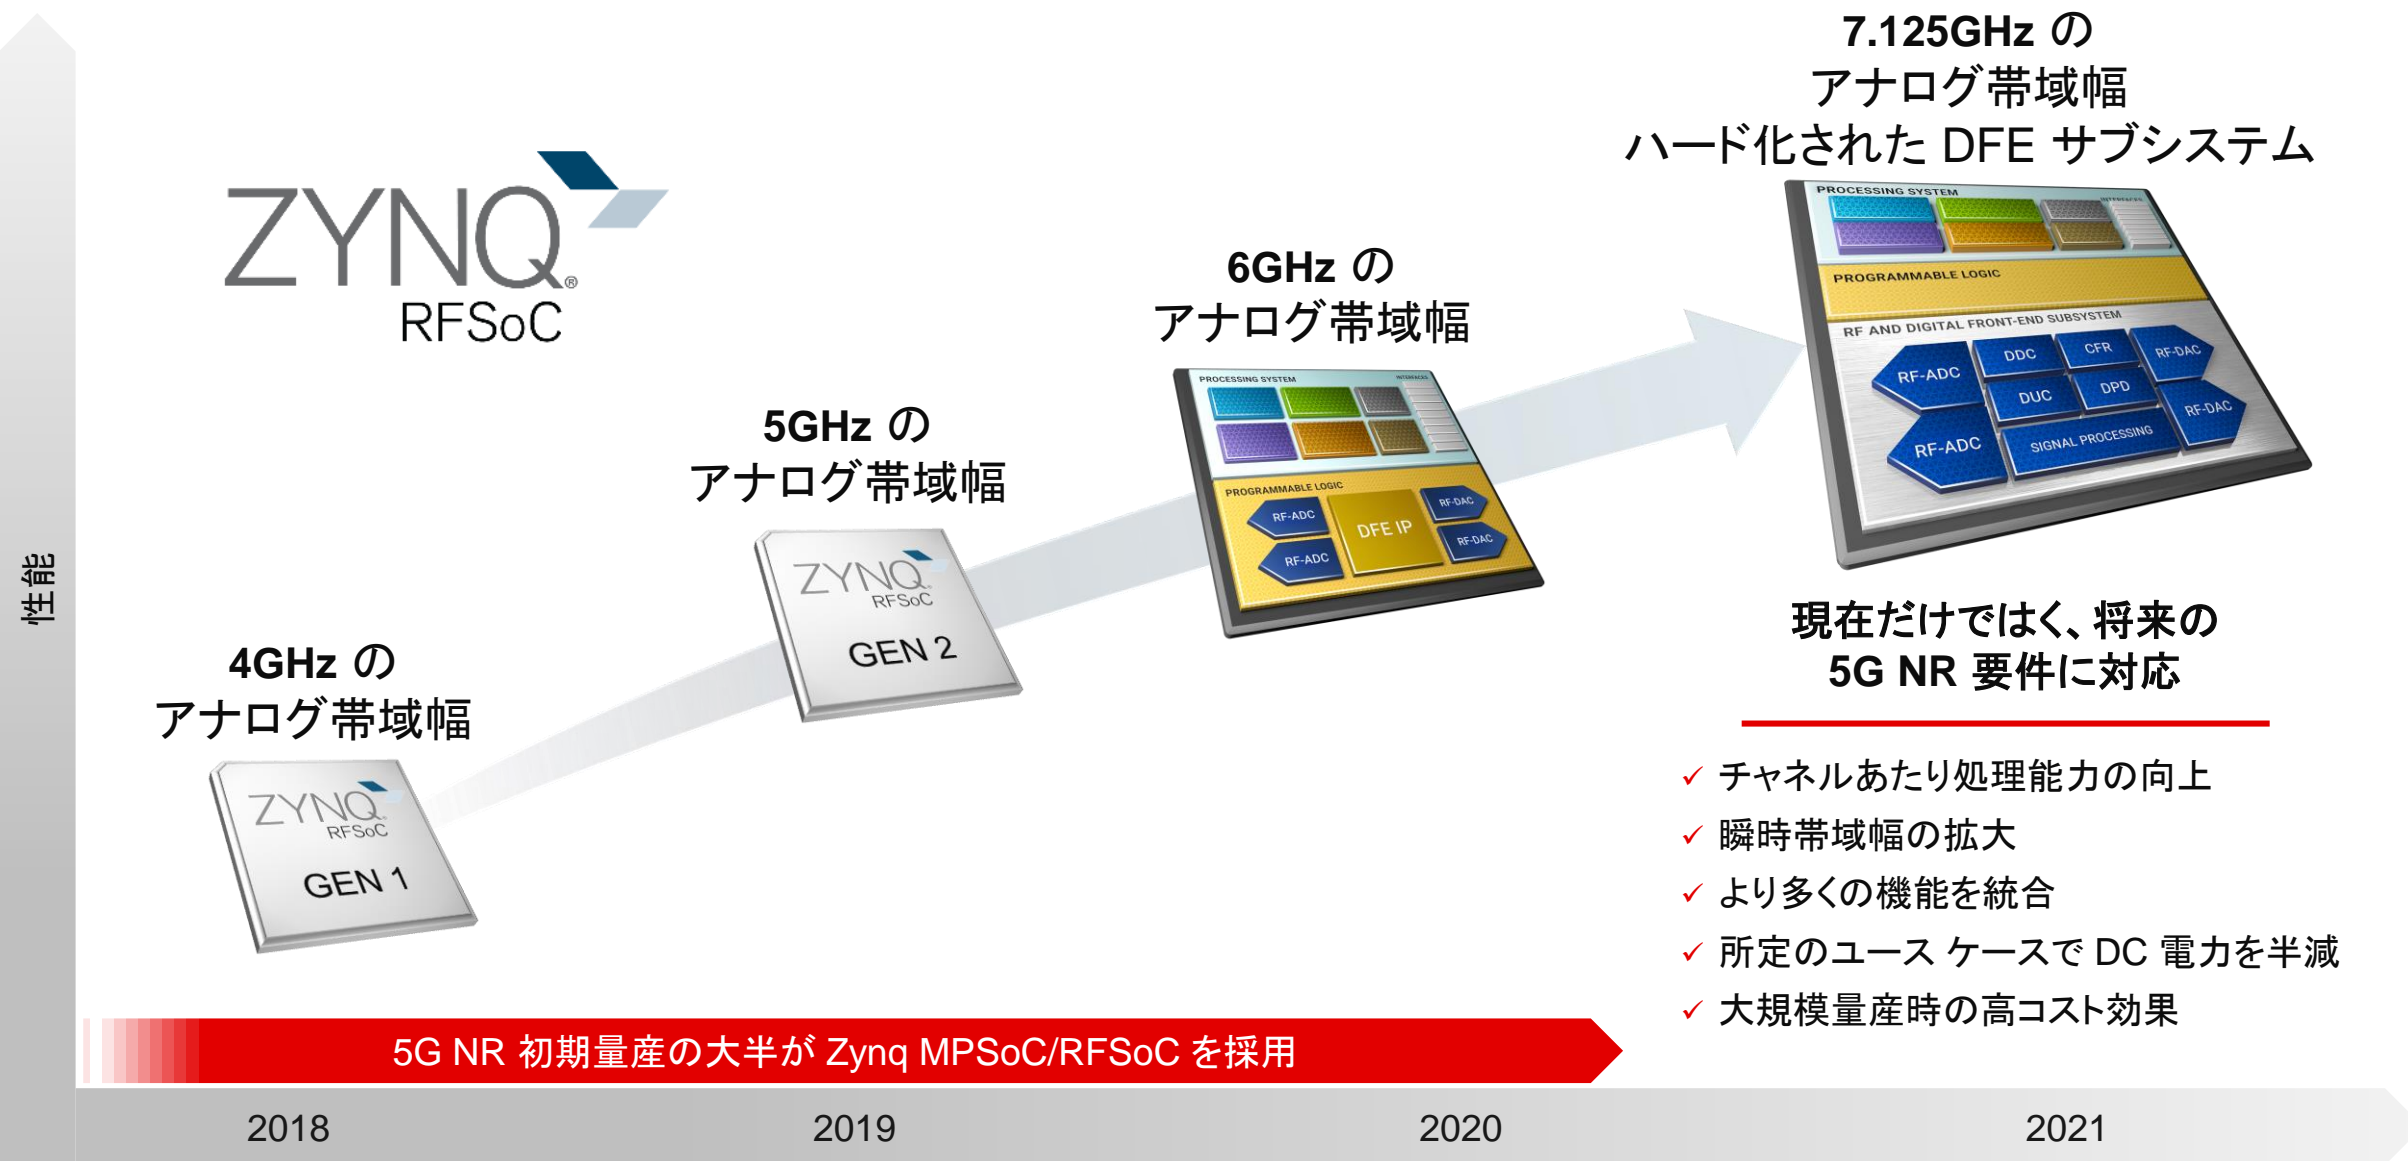 7.125GHz の
アナログ帯域幅
ハード化された DFE サブシステム
ZYNQ®
RFSoC
6GHz の
アナログ帯域幅
5GHz の
アナログ帯域幅
4GHz の
アナログ帯域幅
性能
ZYNQ
RFSoC
GEN 1
ZYNQ
RFSoC
GEN 2
PROCESSING SYSTEM
INTERFACES
PROGRAMMABLE LOGIC
RF-ADC
RF-ADC
DFE IP
RF-DAC
RF-DAC
PROCESSING SYSTEM
INTERFACES
PROGRAMMABLE LOGIC
RF AND DIGITAL FRONT-END SUBSYSTEM
RF-ADC
RF-ADC
DDC
CFR
DUC
DPD
SIGNAL PROCESSING
RF-DAC
RF-DAC
現在だけではく、将来の
5G NR 要件に対応
✓ チャネルあたり処理能力の向上
✓ 瞬時帯域幅の拡大
✓ より多くの機能を統合
✓ 所定のユース ケースで DC 電力を半減
✓ 大規模量産時の高コスト効果
5G NR 初期量産の大半が Zynq MPSoC/RFSoC を採用
2018
2019
2020
2021